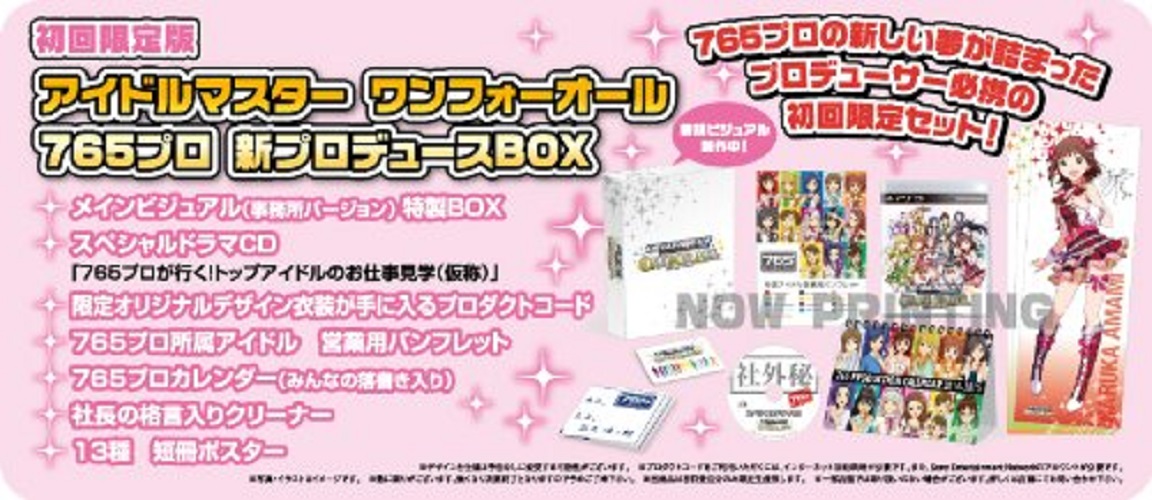 初回限定版
アイドルマスター ワンフォーオール
765プロ 新プロデュースBOX
メインビジュアル(事務所バージョン) 特製BOX
スペシャルドラマCD
「765プロが行く!トップアイドルのお仕事見学(仮称)」
限定オリジナルデザイン衣装が手に入るプロダクトコード
765プロ所属アイドル 営業用パンフレット
765プロカレンダー(みんなの落書き入り)
社長の格言入りクリーナー
13種 短冊ポスター
765プロの新しい夢が詰まった
プロデューサー必携の
初回限定セット!
ビジュアル
制作中!
765
NOW PRINTING
社外秘
HARUKA AMAMI